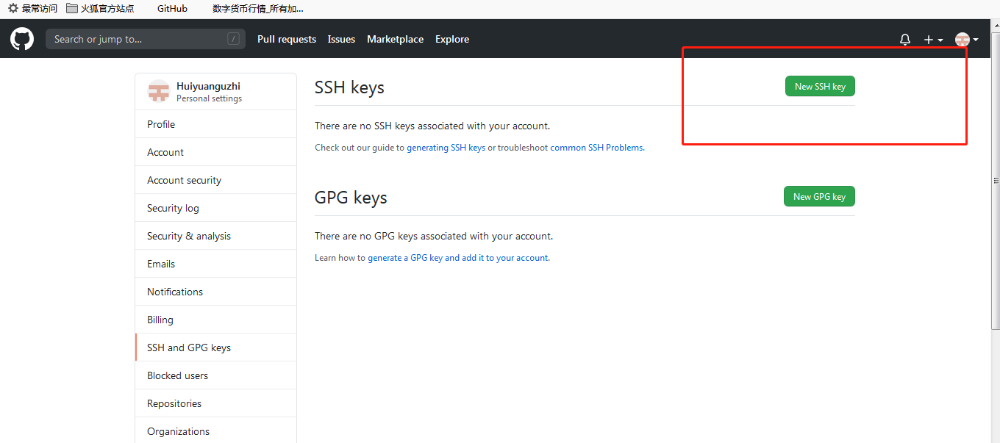 最常访问 火狐官方站点 GitHub 数字货币行情_所有加...
Search or jump to... / Pull requests Issues Marketplace Explore
Huiyuanguzhi
Personal settings
Profile
Account
Account security
Security log
Security & analysis
Emails
Notifications
Billing
SSH and GPG keys
Blocked users
Repositories
Organizations
SSH keys
New SSH key
There are no SSH keys associated with your account.
Check out our guide to generating SSH keys or troubleshoot common SSH Problems.
GPG keys
New GPG key
There are no GPG keys associated with your account.
Learn how to generate a GPG key and add it to your account.